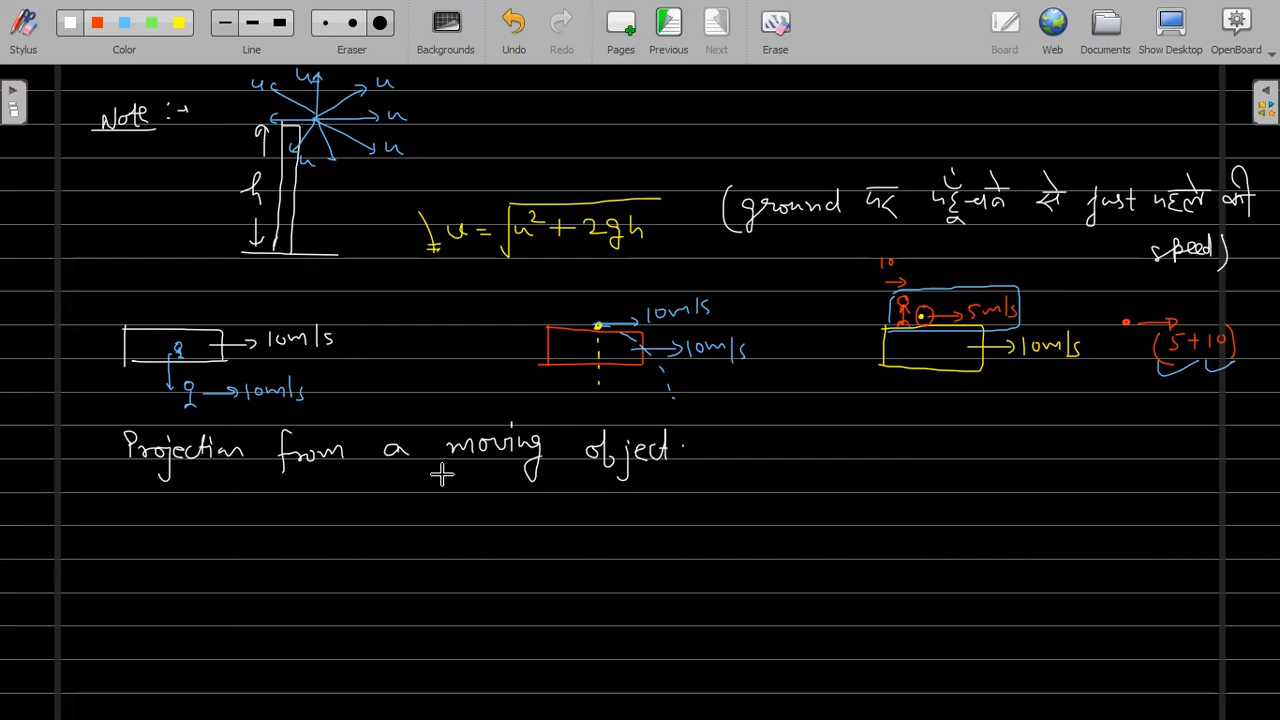 Stylus
Color
Line
Eraser
Backgrounds
Undo
Redo
Pages
Previous
Next
Erase
Board
Web
Documents
Show Desktop
OpenBoard
Note :→
u
u
u
u
u
u
h
v = √u² + 2gh
(ground पर पहुंचने से just पहले की
speed)
10m/s
10m/s
10m/s
10m/s
10
5m/s
10m/s
(5+10)
Projection from a moving object.